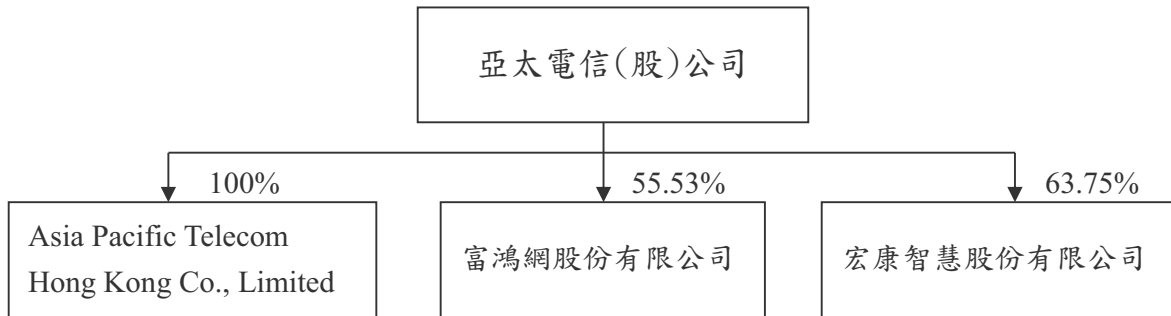 亞太電信(股)公司
100%
55.53%
63.75%
Asia Pacific Telecom
Hong Kong Co., Limited
富鴻網股份有限公司
宏康智慧股份有限公司